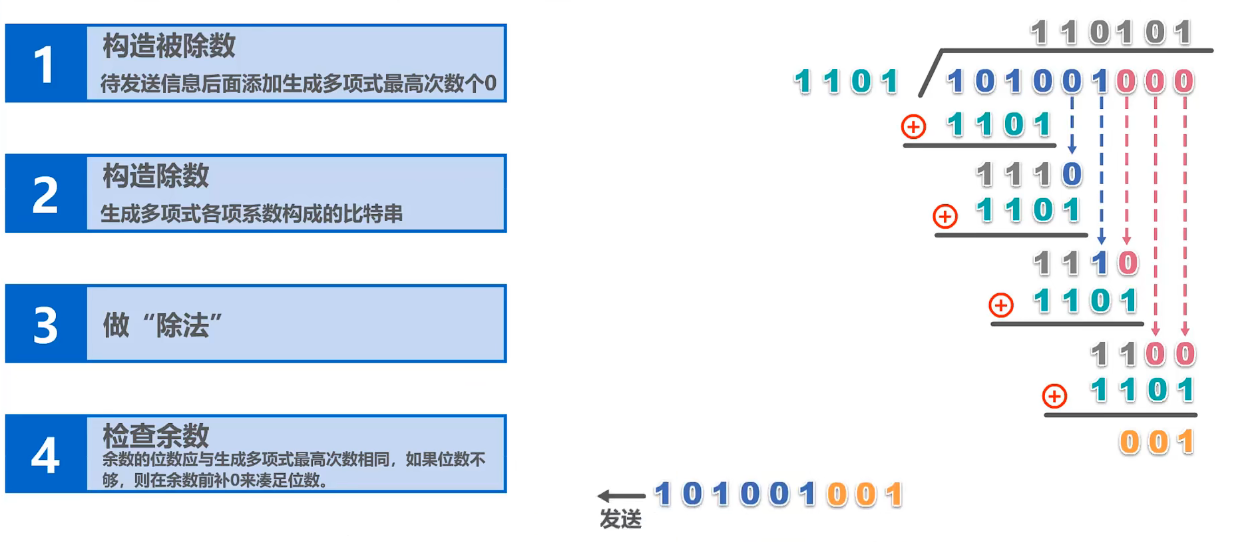 1
构造被除数
待发送信息后面添加生成多项式最高次数个0
2
构造除数
生成多项式各项系数构成的比特串
3
做“除法”
4
检查余数
余数的位数应与生成多项式最高次数相同，如果位数不
够，则在余数前补0来凑足位数。
110101
1101 101001000
1101
1110
1101
1110
1101
1100
1101
001
101001001
发送